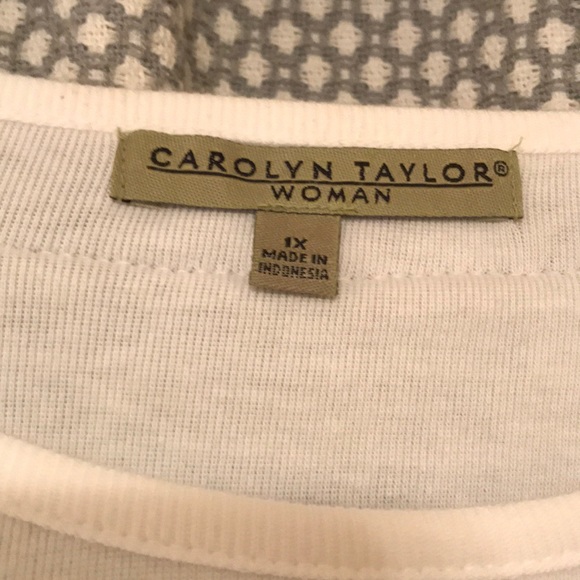 CAROLYN TAYLOR®
WOMAN
1X
MADE IN
INDONESIA